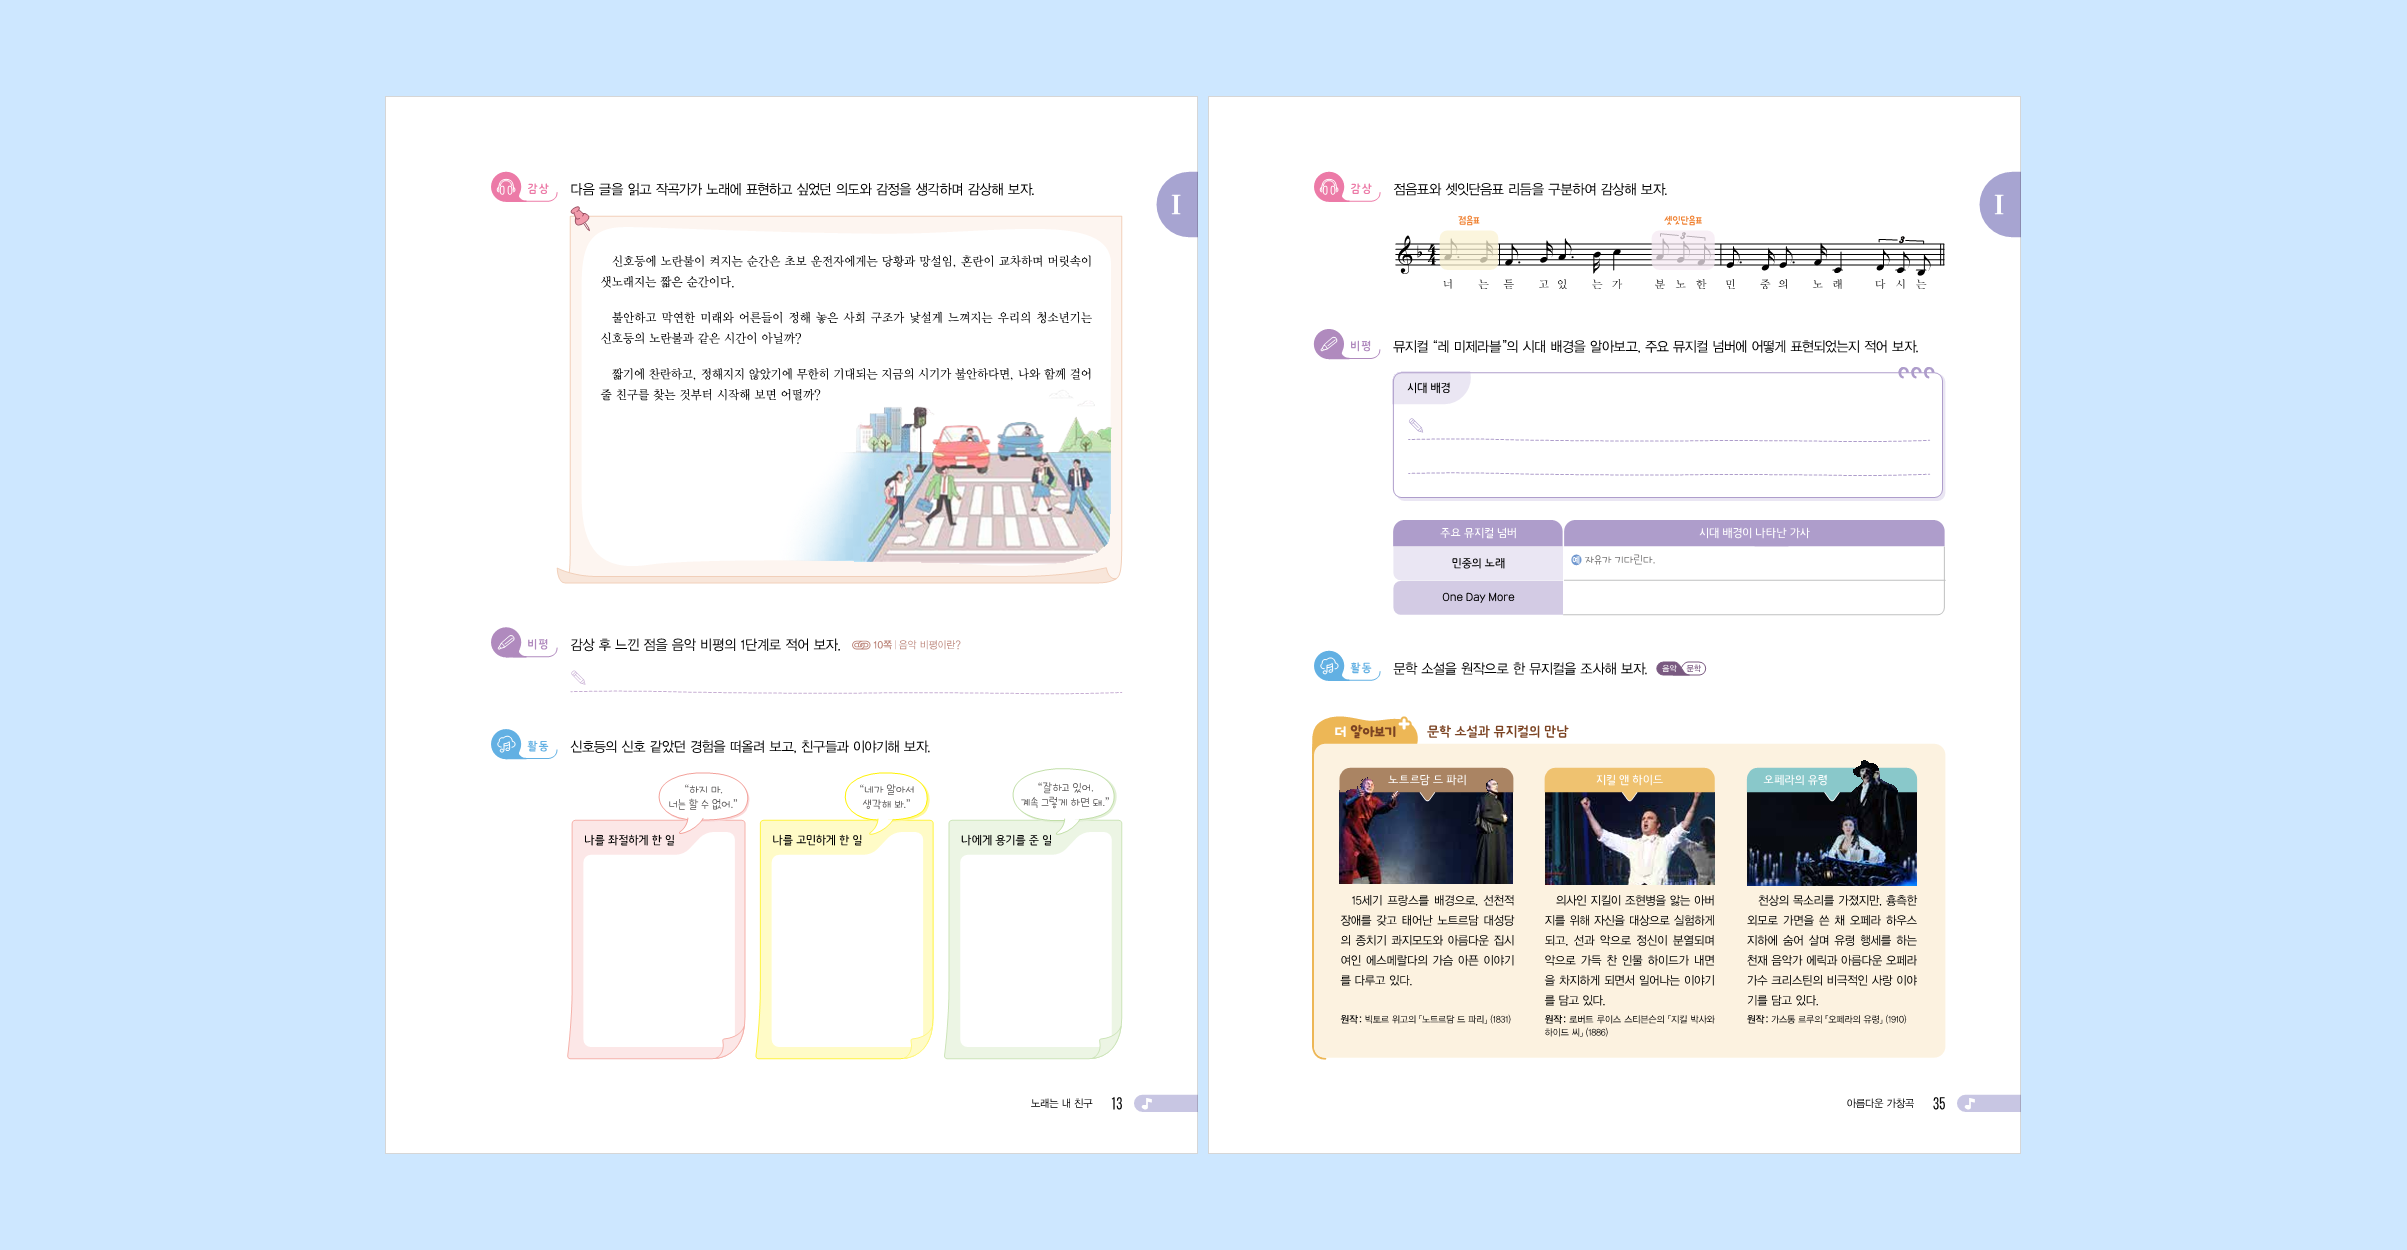 감상 다음 글을 읽고 작곡가가 노래에 표현하고 싶었던 의도와 감정을 생각하며 감상해 보자.
I
신호등에 노란불이 켜지는 순간은 초보 운전자에게는 당황과 망설임, 혼란이 교차하며 머릿속이
샛노래지는 짧은 순간이다.
불안하고 막연한 미래와 어른들이 정해 놓은 사회 구조가 낯설게 느껴지는 우리의 청소년기는
신호등의 노란불과 같은 시간이 아닐까?
짧기에 찬란하고, 정해지지 않았기에 무한히 기대되는 지금의 시기가 불안하다면, 나와 함께 걸어
줄 친구를 찾는 것부터 시작해 보면 어떨까?
비평 감상 후 느낀 점을 음악 비평의 1단계로 적어 보자. 10쪽 | 음악 비평이란?
활동 신호등의 신호 같았던 경험을 떠올려 보고, 친구들과 이야기해 보자.
“하지 마.
너는 할 수 없어.”
나를 좌절하게 한 일
“네가 알아서
생각해 봐.”
나를 고민하게 한 일
“잘하고 있어.
계속 그렇게 하면 돼.”
나에게 용기를 준 일
노래는 내 친구 13
감상 점음표와 셋잇단음표 리듬을 구분하여 감상해 보자.
I
점음표 셋잇단음표
3 3
너 는 듣 고 있 는 가 분 노 한 민 중 의 노 래 다 시 는
비평 뮤지컬 “레 미제라블”의 시대 배경을 알아보고, 주요 뮤지컬 넘버에 어떻게 표현되었는지 적어 보자.
시대 배경
주요 뮤지컬 넘버 시대 배경이 나타난 가사
민중의 노래 예 자유가 기다린다.
One Day More
활동 문학 소설을 원작으로 한 뮤지컬을 조사해 보자. 음악 문학
더 알아보기 문학 소설과 뮤지컬의 만남
노트르담 드 파리
15세기 프랑스를 배경으로, 선천적
장애를 갖고 태어난 노트르담 대성당
의 종치기 콰지모도와 아름다운 집시
여인 에스메랄다의 가슴 아픈 이야기
를 다루고 있다.
원작: 빅토르 위고의 「노트르담 드 파리」 (1831)
지킬 앤 하이드
의사인 지킬이 조현병을 앓는 아버
지를 위해 자신을 대상으로 실험하게
되고, 선과 악으로 정신이 분열되며
악으로 가득 찬 인물 하이드가 내면
을 차지하게 되면서 일어나는 이야기
를 담고 있다.
원작: 로버트 루이스 스티븐슨의 「지킬 박사와
하이드 씨」 (1886)
오페라의 유령
천상의 목소리를 가졌지만, 흉측한
외모로 가면을 쓴 채 오페라 하우스
지하에 숨어 살며 유령 행세를 하는
천재 음악가 에릭과 아름다운 오페라
가수 크리스틴의 비극적인 사랑 이야
기를 담고 있다.
원작: 가스통 르루의 「오페라의 유령」 (1910)
아름다운 가창곡 35